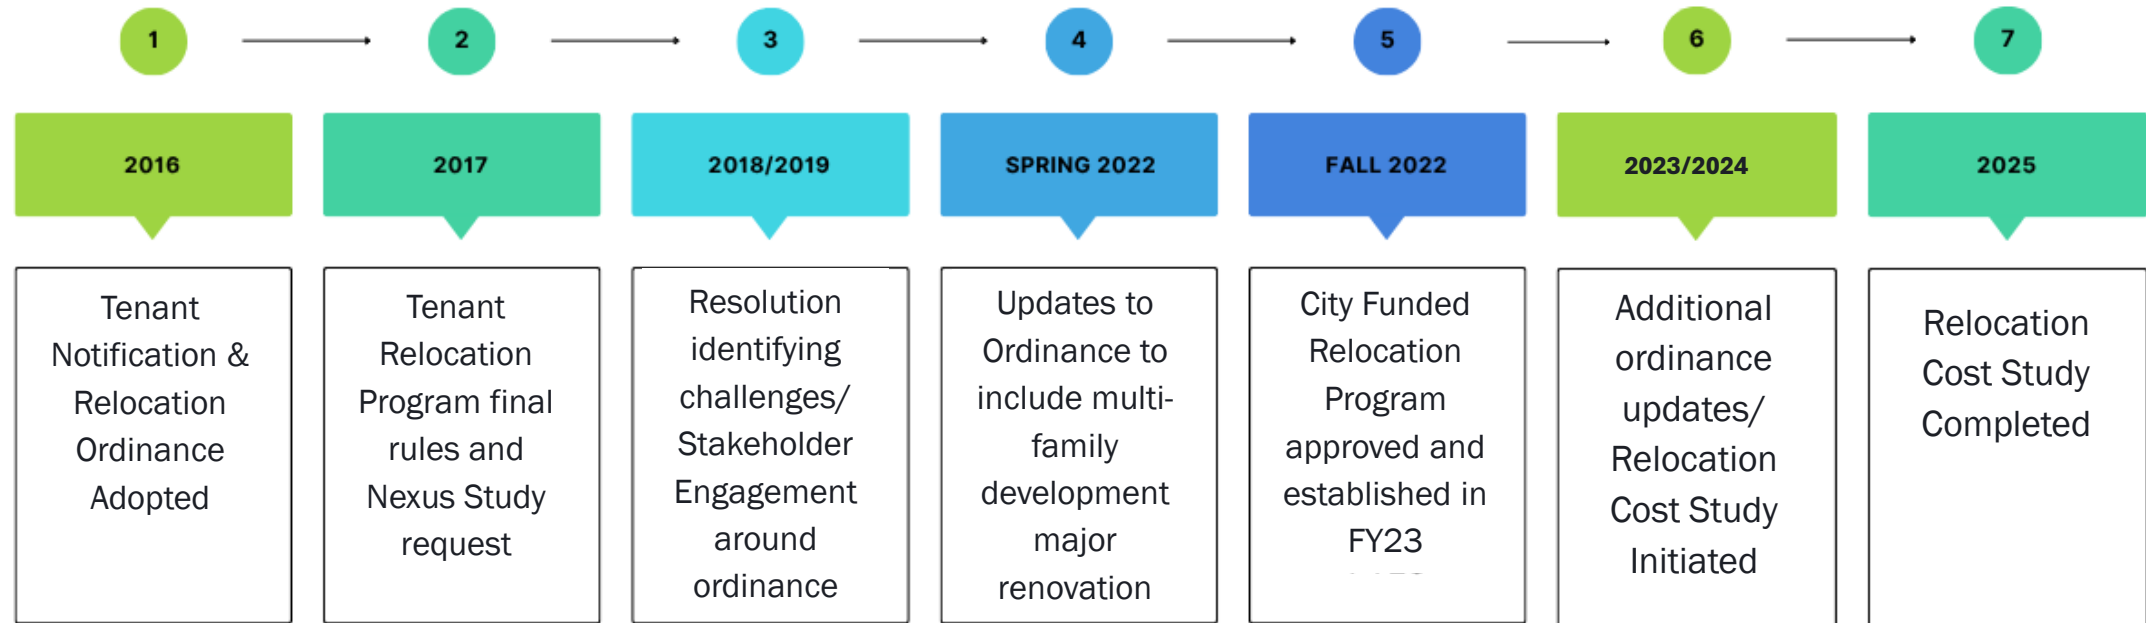 1
2
3
4
5
6
7
2016
2017
2018/2019
SPRING 2022
FALL 2022
2023/2024
2025
Tenant
Notification &
Relocation
Ordinance
Adopted
Tenant
Relocation
Program final
rules and
Nexus Study
request
Resolution
identifying
challenges/
Stakeholder
Engagement
around
ordinance
Updates to
Ordinance to
include multi-
family
development
major
renovation
City Funded
Relocation
Program
approved and
established in
FY23
Additional
ordinance
updates/
Relocation
Cost Study
Initiated
Relocation
Cost Study
Completed